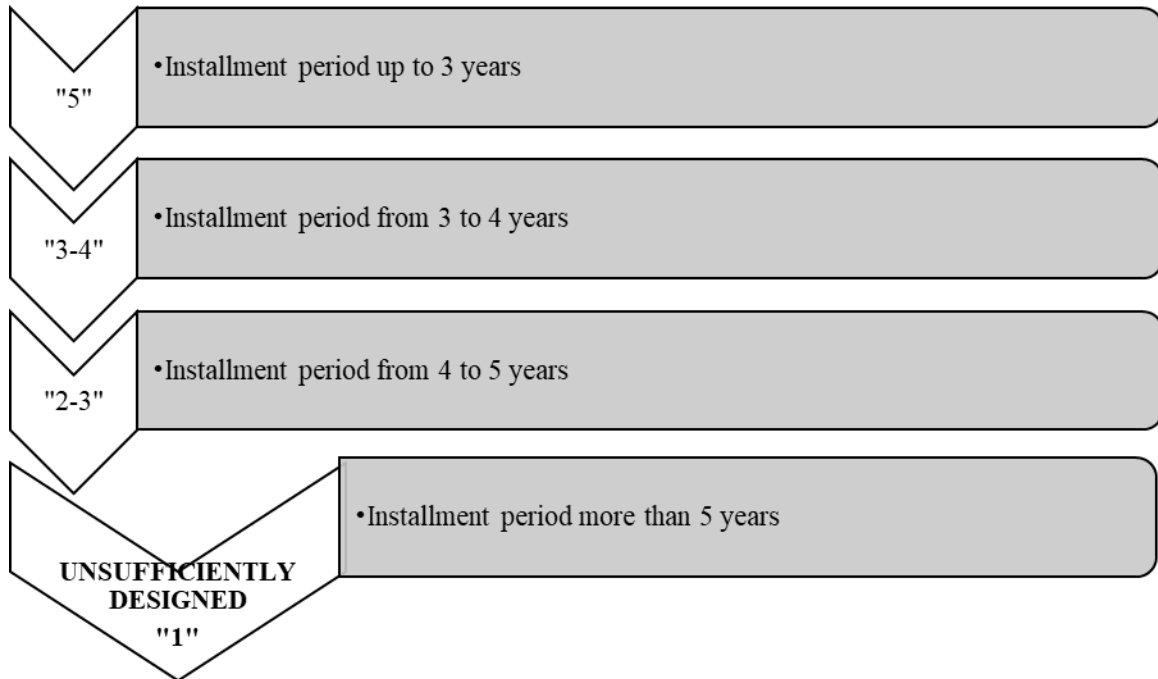 "5"
•Installment period up to 3 years
"3-4"
•Installment period from 3 to 4 years
"2-3"
•Installment period from 4 to 5 years
UNSUFFICIENTLY
DESIGNED
"1"
•Installment period more than 5 years